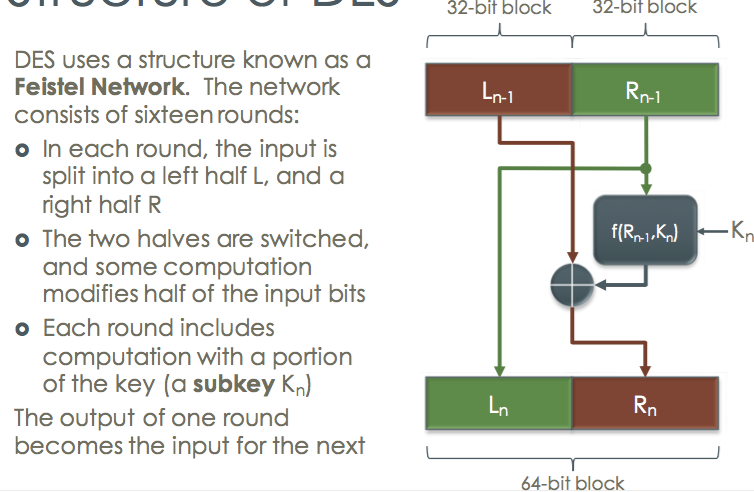 Structure of DES
DES uses a structure known as a
Feistel Network. The network
consists of sixteen rounds:
In each round, the input is
split into a left half L, and a
right half R
The two halves are switched,
and some computation
modifies half of the input bits
Each round includes
computation with a portion
of the key (a subkey Kn)
The output of one round
becomes the input for the next
32-bit block 32-bit block
Ln-1 Rn-1
f(Rn-1,Kn) Kn
Ln Rn
64-bit block